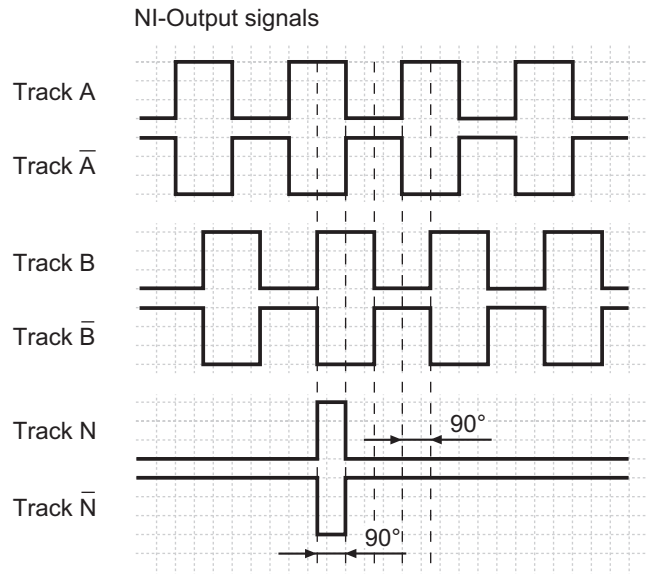 NI-Output signals
Track A
Track A̅
Track B
Track B̅
Track N
90°
Track N̅
90°